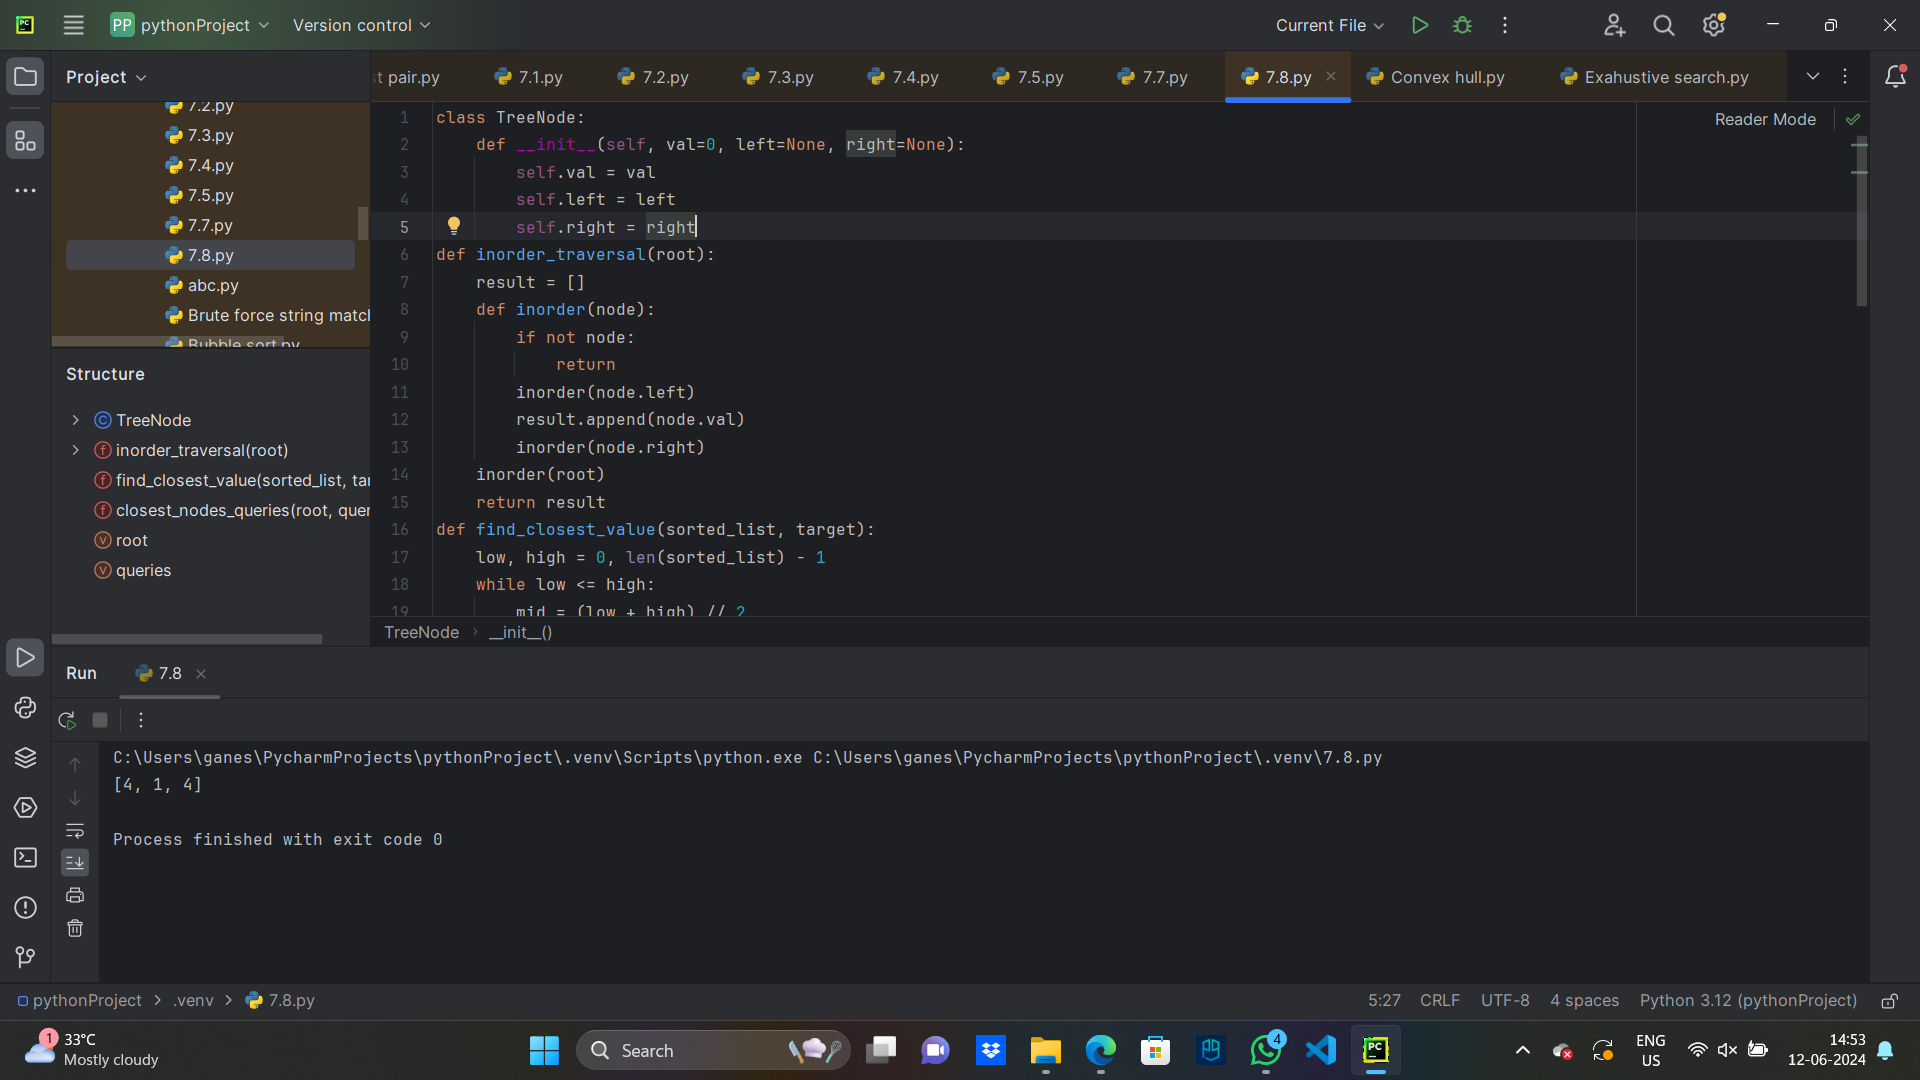 PC
PP pythonProject
Version control
Current File
Project
st pair.py
7.1.py
7.2.py
7.3.py
7.4.py
7.5.py
7.7.py
7.8.py
Convex hull.py
Exahustive search.py
7.2.py
7.3.py
7.4.py
7.5.py
7.7.py
7.8.py
abc.py
Brute force string matc
Bubble sort.py
Structure
TreeNode
inorder_traversal(root)
find_closest_value(sorted_list, ta
closest_nodes_queries(root, quer
root
queries
Reader Mode
1 class TreeNode:
2 def __init__(self, val=0, left=None, right=None):
3 self.val = val
4 self.left = left
5 self.right = right
6 def inorder_traversal(root):
7 result = []
8 def inorder(node):
9 if not node:
10 return
11 inorder(node.left)
12 result.append(node.val)
13 inorder(node.right)
14 inorder(root)
15 return result
16 def find_closest_value(sorted_list, target):
17 low, high = 0, len(sorted_list) - 1
18 while low <= high:
19 mid = (low + high) // 2
TreeNode › __init__()
Run
7.8
C:\Users\ganes\PycharmProjects\pythonProject\.venv\Scripts\python.exe C:\Users\ganes\PycharmProjects\pythonProject\.venv\7.8.py
[4, 1, 4]
Process finished with exit code 0
pythonProject > .venv > 7.8.py
5:27 CRLF UTF-8 4 spaces Python 3.12 (pythonProject)
1
33°C
Mostly cloudy
Search
4
PC
ENG
US
14:53
12-06-2024